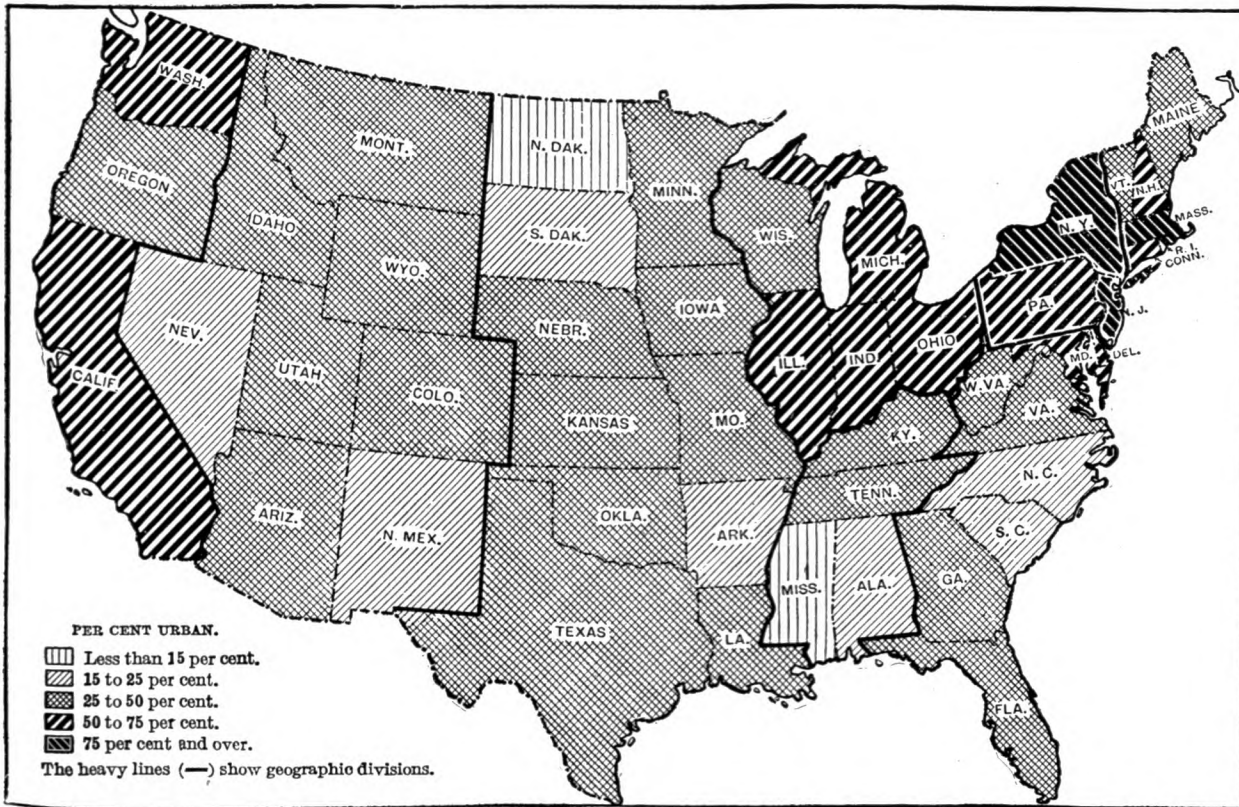 WASH.
OREGON
CALIF.
NEV.
IDAHO
MONT.
WYO.
UTAH
COLO.
ARIZ.
N. MEX.
N. DAK.
S. DAK.
NEBR.
KANSAS
OKLA.
TEXAS
MINN.
IOWA
MO.
ARK.
LA.
WIS.
ILL.
IND.
MICH.
OHIO
KY.
TENN.
MISS.
ALA.
GA.
FLA.
S. C.
N. C.
VA.
W. VA.
MD.
DEL.
PA.
N. J.
N. Y.
CONN.
R. I.
MASS.
VT.
N.H.
MAINE
PER CENT URBAN.
Less than 15 per cent.
15 to 25 per cent.
25 to 50 per cent.
50 to 75 per cent.
75 per cent and over.
The heavy lines (—) show geographic divisions.